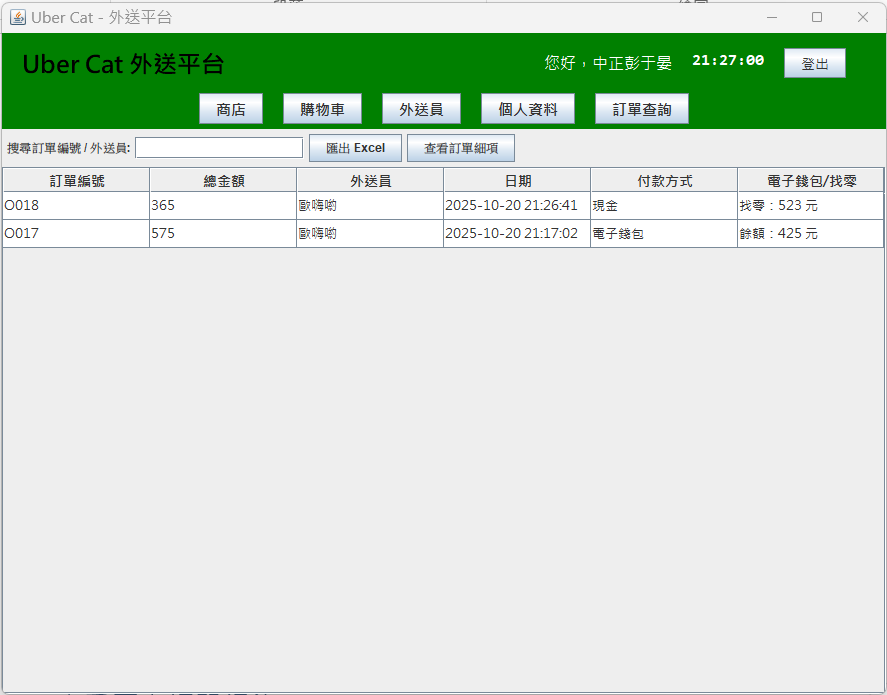 Uber Cat - 外送平台
Uber Cat 外送平台
您好，中正彭于晏 21:27:00 登出
商店 購物車 外送員 個人資料 訂單查詢
搜尋訂單編號 / 外送員: 匯出 Excel 查看訂單細項
訂單編號 總金額 外送員 日期 付款方式 電子錢包/找零
O018 365 歐嗨喲 2025-10-20 21:26:41 現金 找零：523 元
O017 575 歐嗨喲 2025-10-20 21:17:02 電子錢包 餘額：425 元